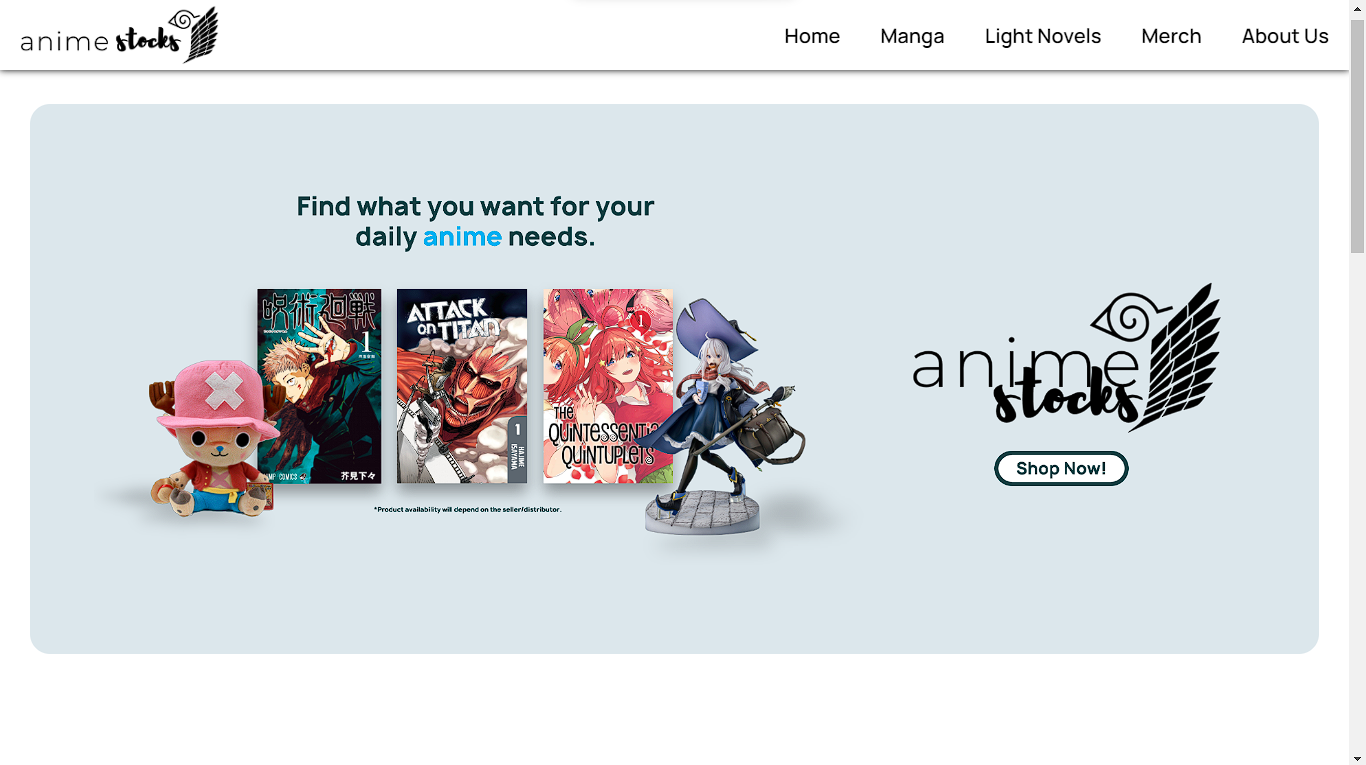 anime stocks
Home
Manga
Light Novels
Merch
About Us
Find what you want for your
daily anime needs.
呪術廻戦
1
JUMP COMICS
芥見下々
ATTACK
ON TITAN
1
HAJIME
ISAYAMA
1
THE
QUINTESSENTIAL
QUINTUPLETS
*Product availability will depend on the seller/distributor.
anime
stocks
Shop Now!